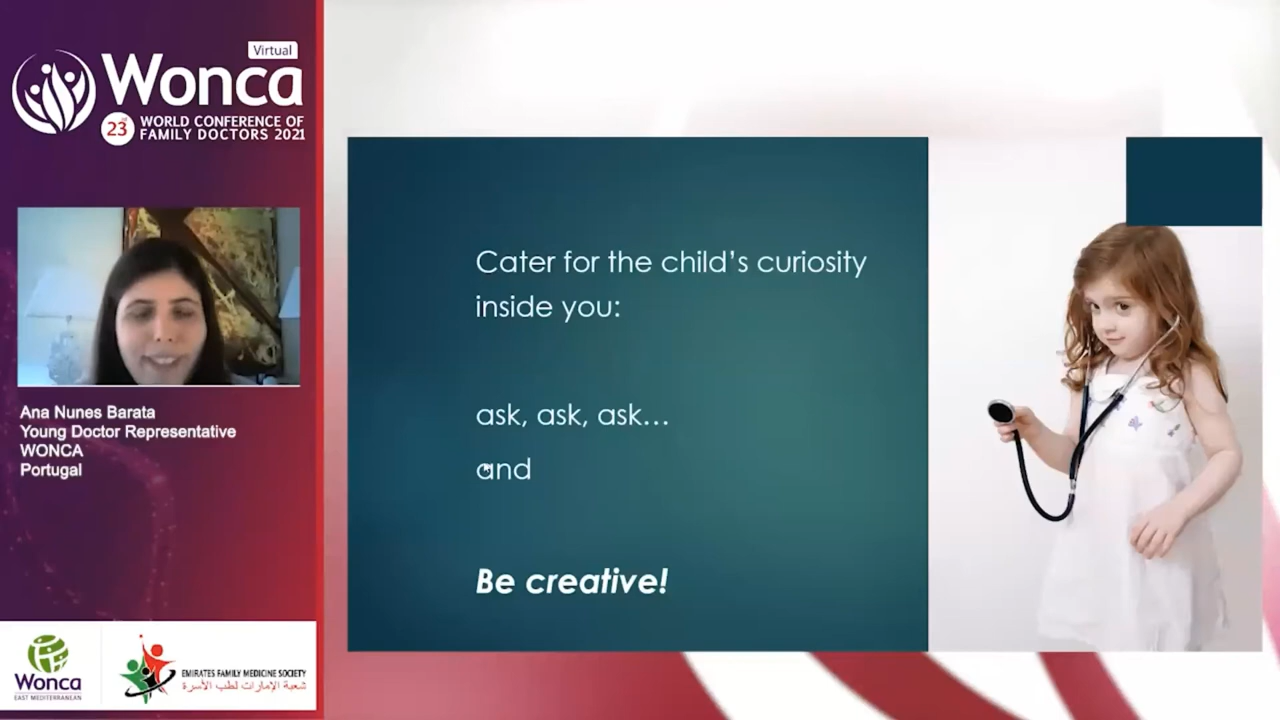 Virtual
Wonca
23rd WORLD CONFERENCE OF
FAMILY DOCTORS 2021
Ana Nunes Barata
Young Doctor Representative
WONCA
Portugal
Wonca
EAST MEDITERRANEAN
EMIRATES FAMILY MEDICINE SOCIETY
شعبة الإمارات لطب الأسرة
Cater for the child’s curiosity
inside you:
ask, ask, ask…
and
Be creative!